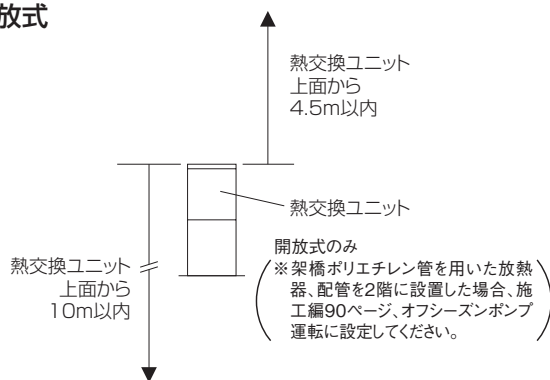 放式
熱交換ユニット
上面から
4.5m以内
熱交換ユニット
熱交換ユニット
上面から
10m以内
開放式のみ
※架橋ポリエチレン管を用いた放熱
器、配管を2階に設置した場合、施
工編90ページ、オフシーズンポンプ
運転に設定してください。